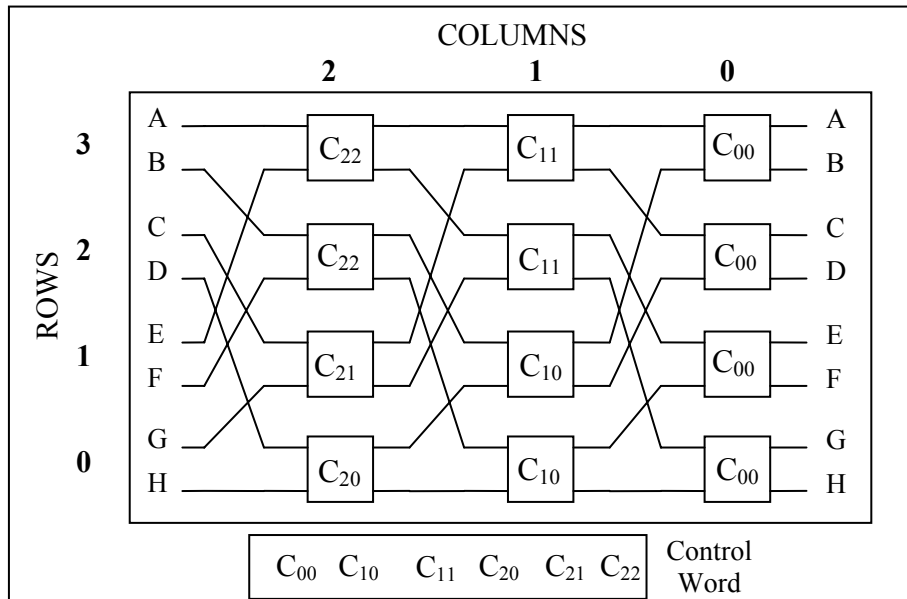 COLUMNS
2 1 0
A C₂₂ C₁₁ C₀₀ A
3
B B
C C₂₂ C₁₁ C₀₀ C
2
D D
ROWS
E C₂₁ C₁₀ C₀₀ E
1
F F
G C₂₀ C₁₀ C₀₀ G
0
H H
C₀₀ C₁₀ C₁₁ C₂₀ C₂₁ C₂₂ Control
Word